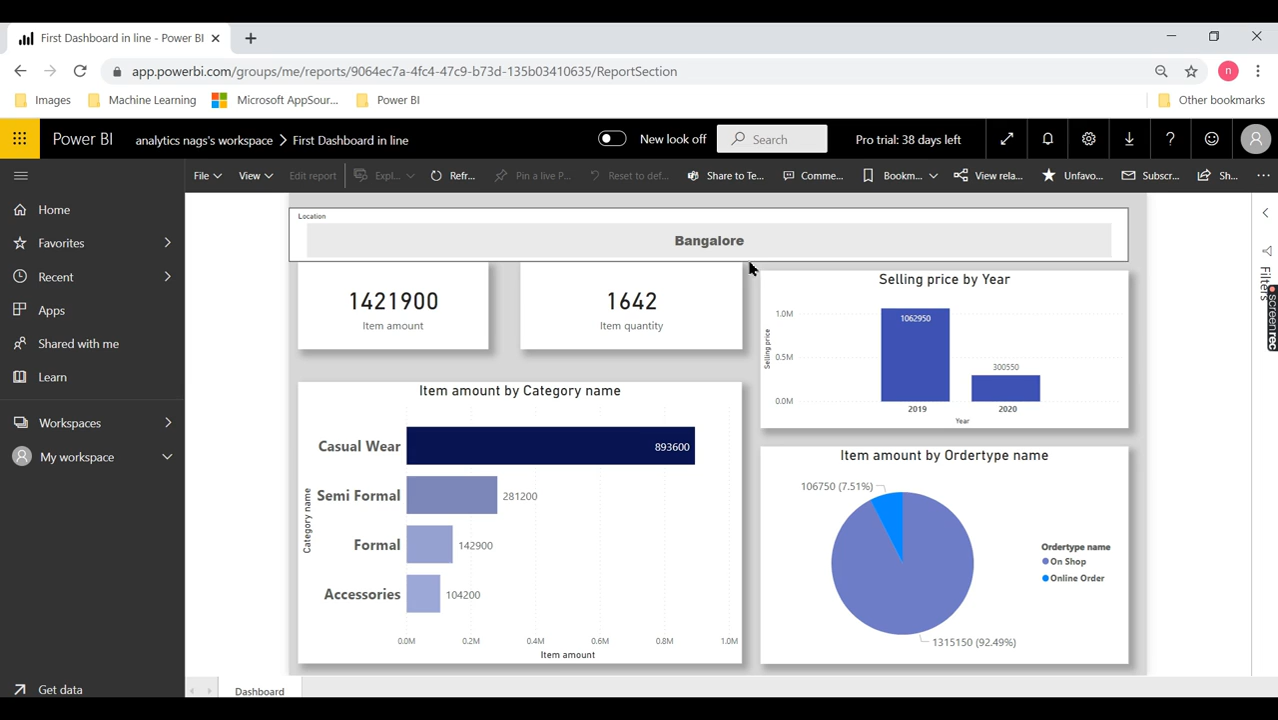 First Dashboard in line - Power BI
app.powerbi.com/groups/me/reports/9064ec7a-4fc4-47c9-b73d-135b03410635/ReportSection
n
Images Machine Learning Microsoft AppSour... Power BI Other bookmarks
Power BI analytics nags's workspace > First Dashboard in line New look off Search Pro trial: 38 days left
File View Edit report Expl... Refr... Pin a live P... Reset to def... Share to Te... Comme... Bookm... View rela... Unfavo... Subscr... Sh... ...
Home
Favorites
Recent
Apps
Shared with me
Learn
Workspaces
My workspace
Get data
Location
Bangalore
1421900
Item amount
1642
Item quantity
Selling price by Year
Selling price
1.0M
0.5M
0.0M
1062950
300550
2019 2020
Year
Item amount by Category name
Category name
Casual Wear 893600
Semi Formal 281200
Formal 142900
Accessories 104200
0.0M 0.2M 0.4M 0.6M 0.8M 1.0M
Item amount
Item amount by Ordertype name
106750 (7.51%)
1315150 (92.49%)
Ordertype name
On Shop
Online Order
Filters
screenrec
Dashboard